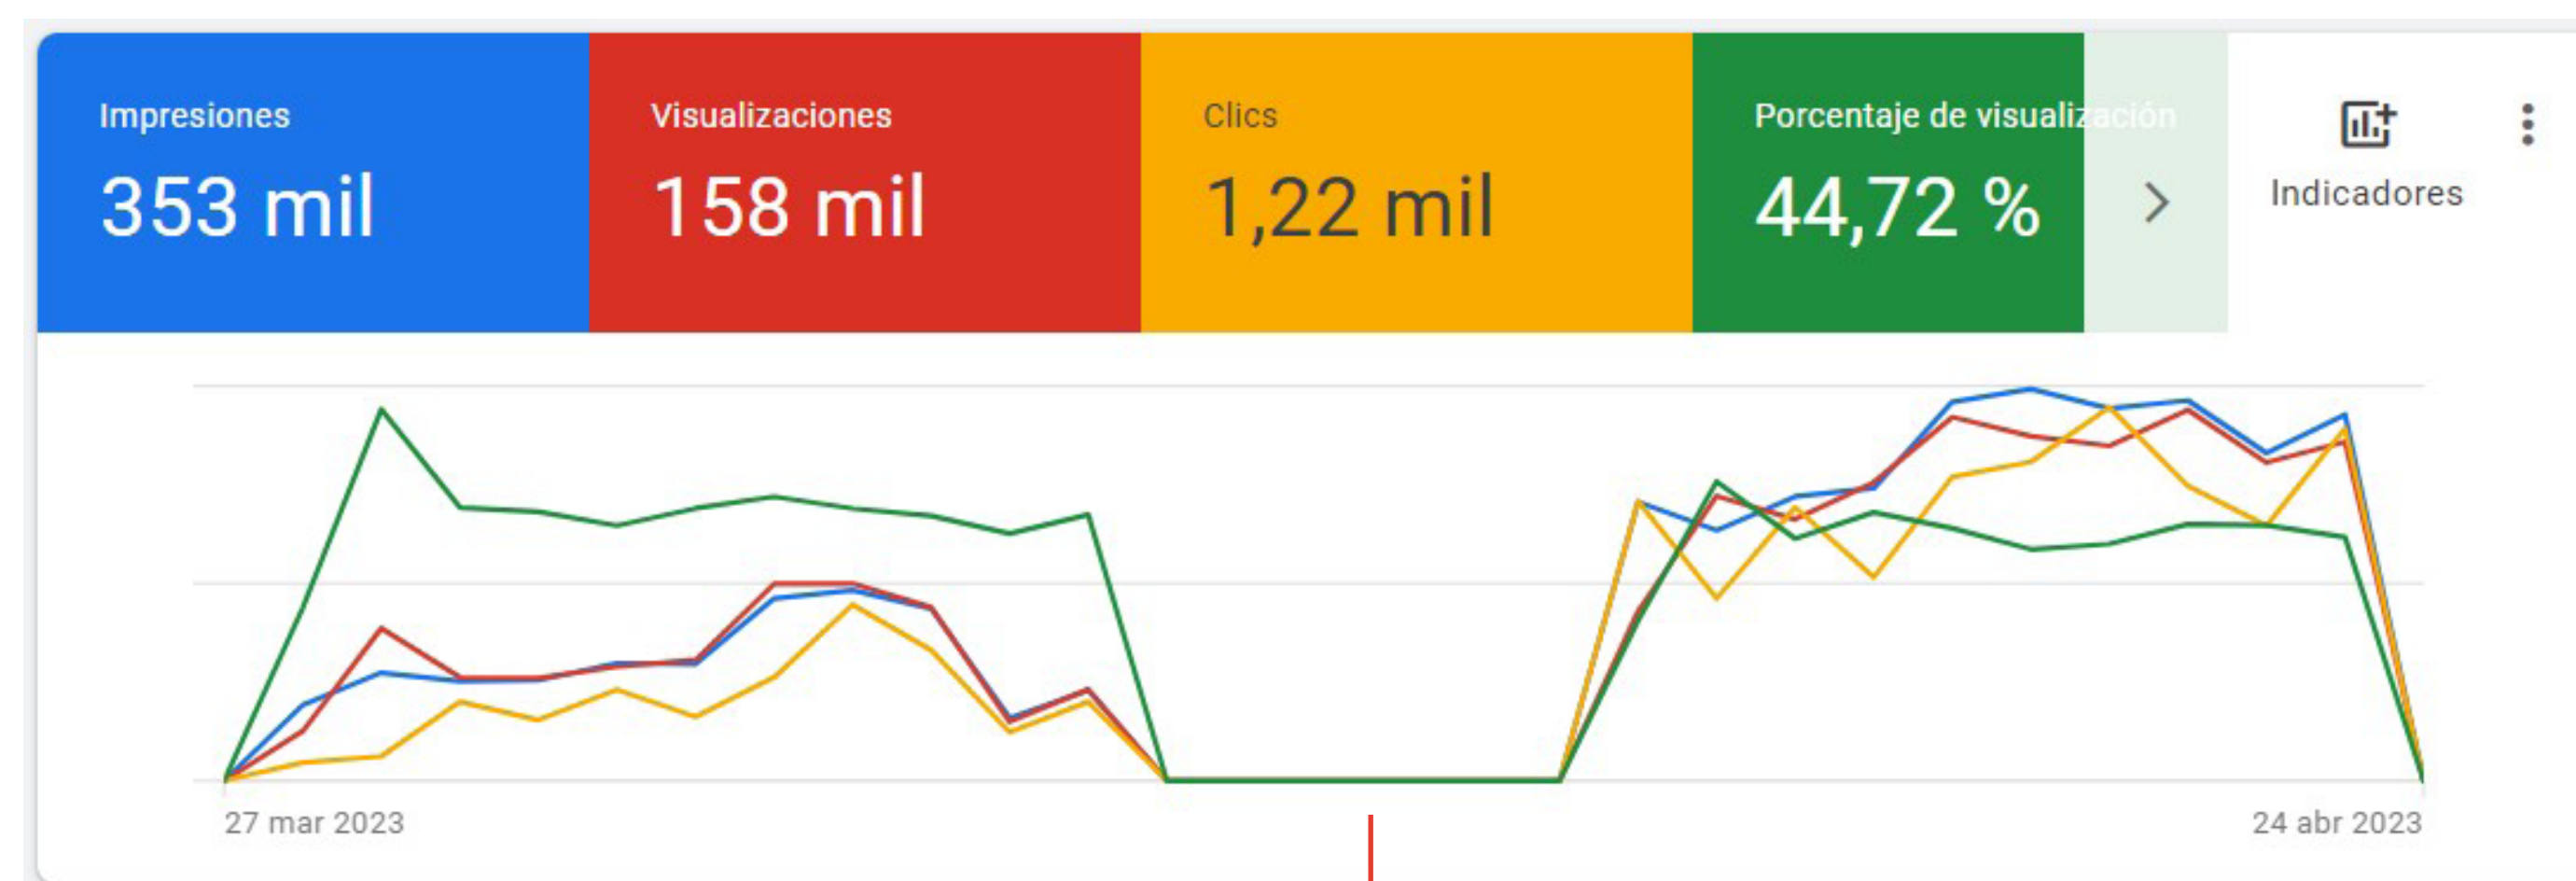 Impresiones
353 mil
Visualizaciones
158 mil
Clics
1,22 mil
Porcentaje de visualización
44,72 %
Indicadores
27 mar 2023
24 abr 2023